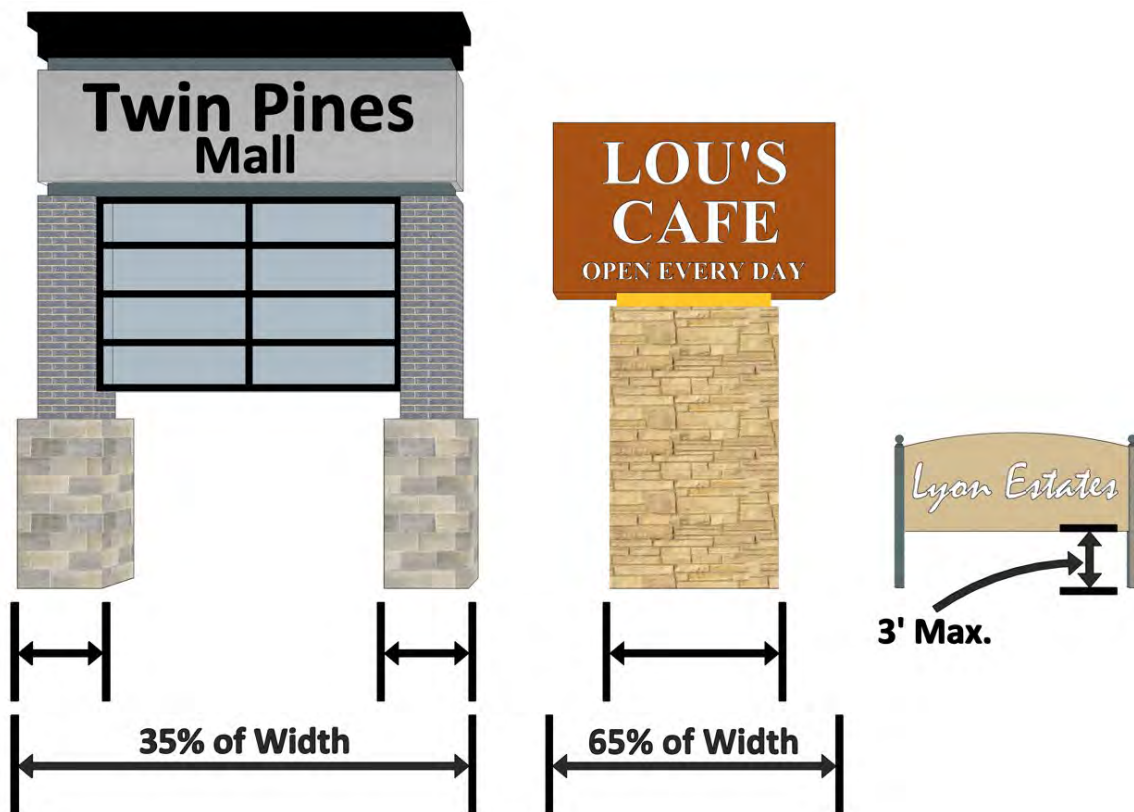 Twin Pines
Mall
LOU'S
CAFE
OPEN EVERY DAY
Lyon Estates
3' Max.
35% of Width
65% of Width